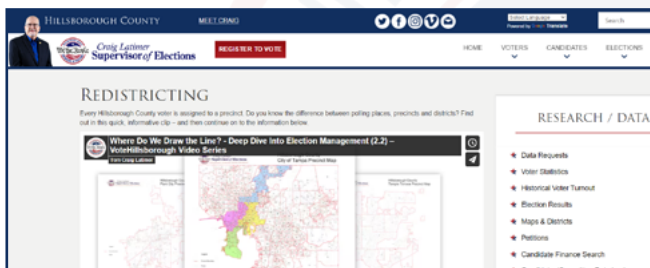 HILLSBOROUGH COUNTY
MEET CRAIG
Select Language
Powered by Translate
Search
Craig Latimer
Supervisor of Elections
REGISTER TO VOTE
HOME
VOTERS
CANDIDATES
ELECTIONS
REDISTRICTING
Every Hillsborough County voter is assigned to a precinct. Do you know the difference between polling places, precincts and districts? Find
out in this quick, informative clip – and then continue on to the information below.
Where Do We Draw the Line? - Deep Dive Into Election Management (2.2) –
VoteHillsborough Video Series
from Craig Latimer
City of Tampa Precinct Map
RESEARCH / DATA
Data Requests
Voter Statistics
Historical Voter Turnout
Election Results
Maps & Districts
Petitions
Candidate Finance Search